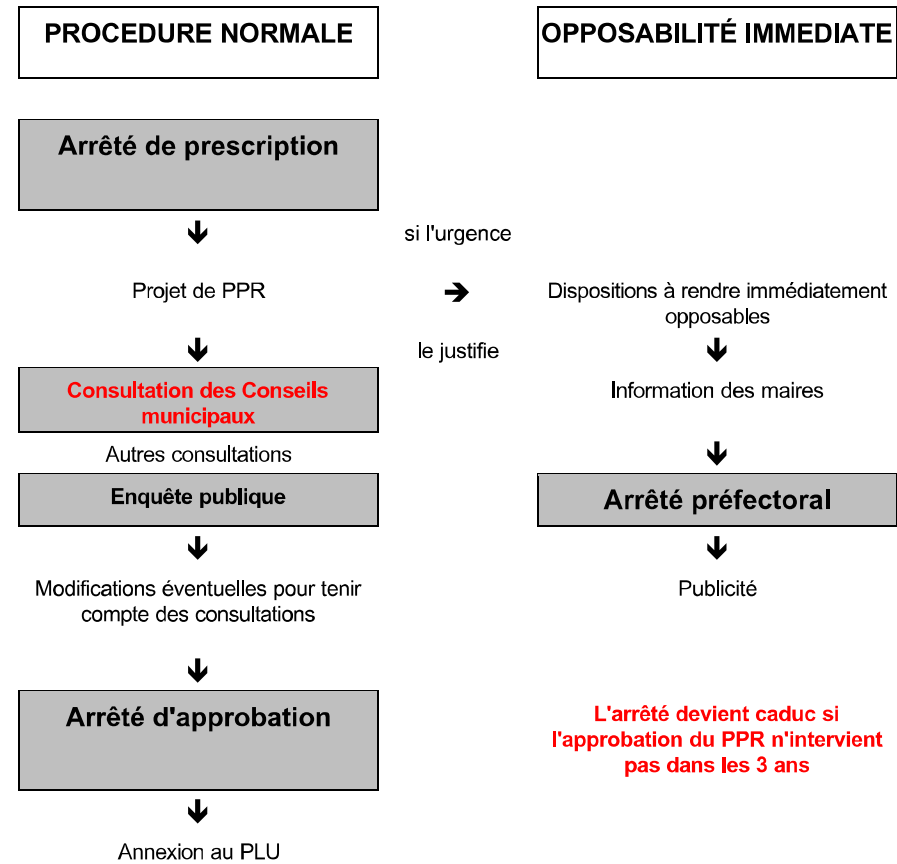 PROCEDURE NORMALE
OPPOSABILITÉ IMMEDIATE
Arrêté de prescription
si l'urgence
Projet de PPR
Dispositions à rendre immédiatement
opposables
le justifie
Consultation des Conseils
municipaux
Information des maires
Autres consultations
Enquête publique
Arrêté préfectoral
Modifications éventuelles pour tenir
compte des consultations
Publicité
Arrêté d'approbation
L'arrêté devient caduc si
l'approbation du PPR n'intervient
pas dans les 3 ans
Annexion au PLU